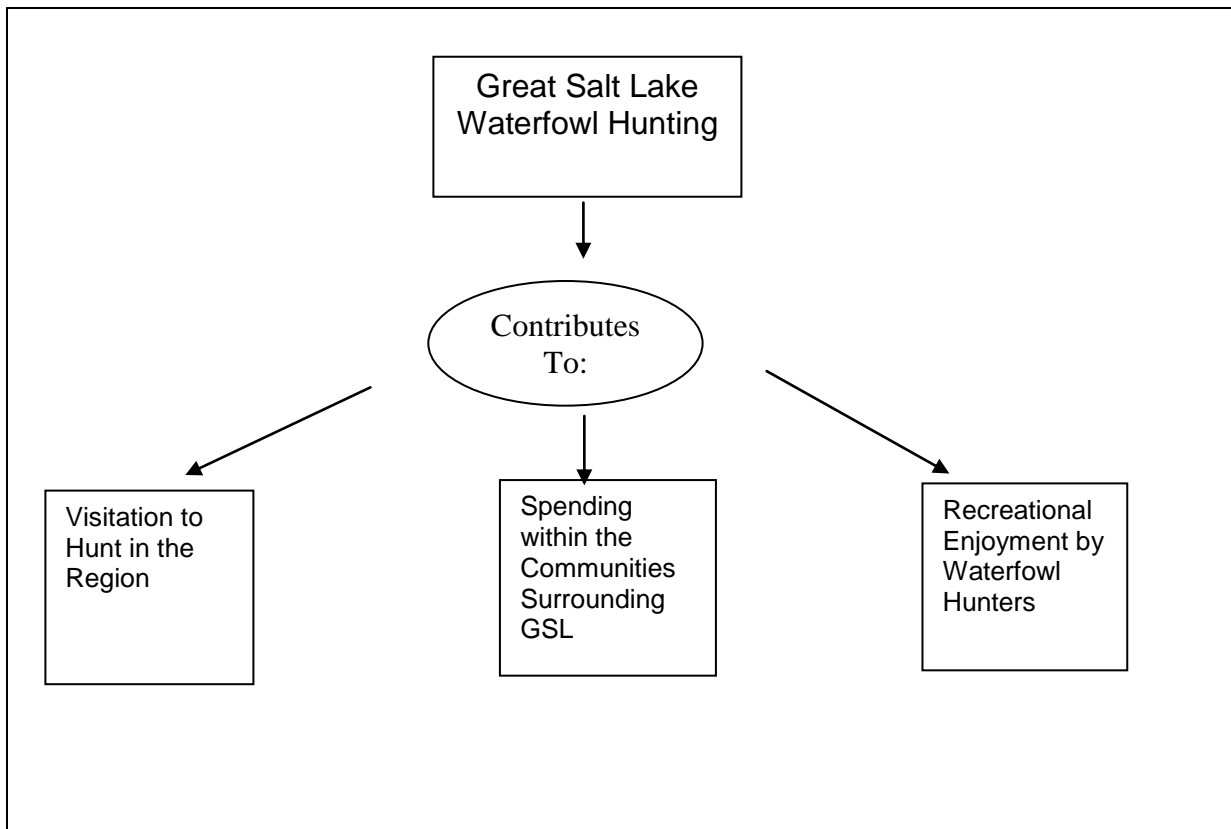 Great Salt Lake
Waterfowl Hunting
Contributes
To:
Visitation to
Hunt in the
Region
Spending
within the
Communities
Surrounding
GSL
Recreational
Enjoyment by
Waterfowl
Hunters